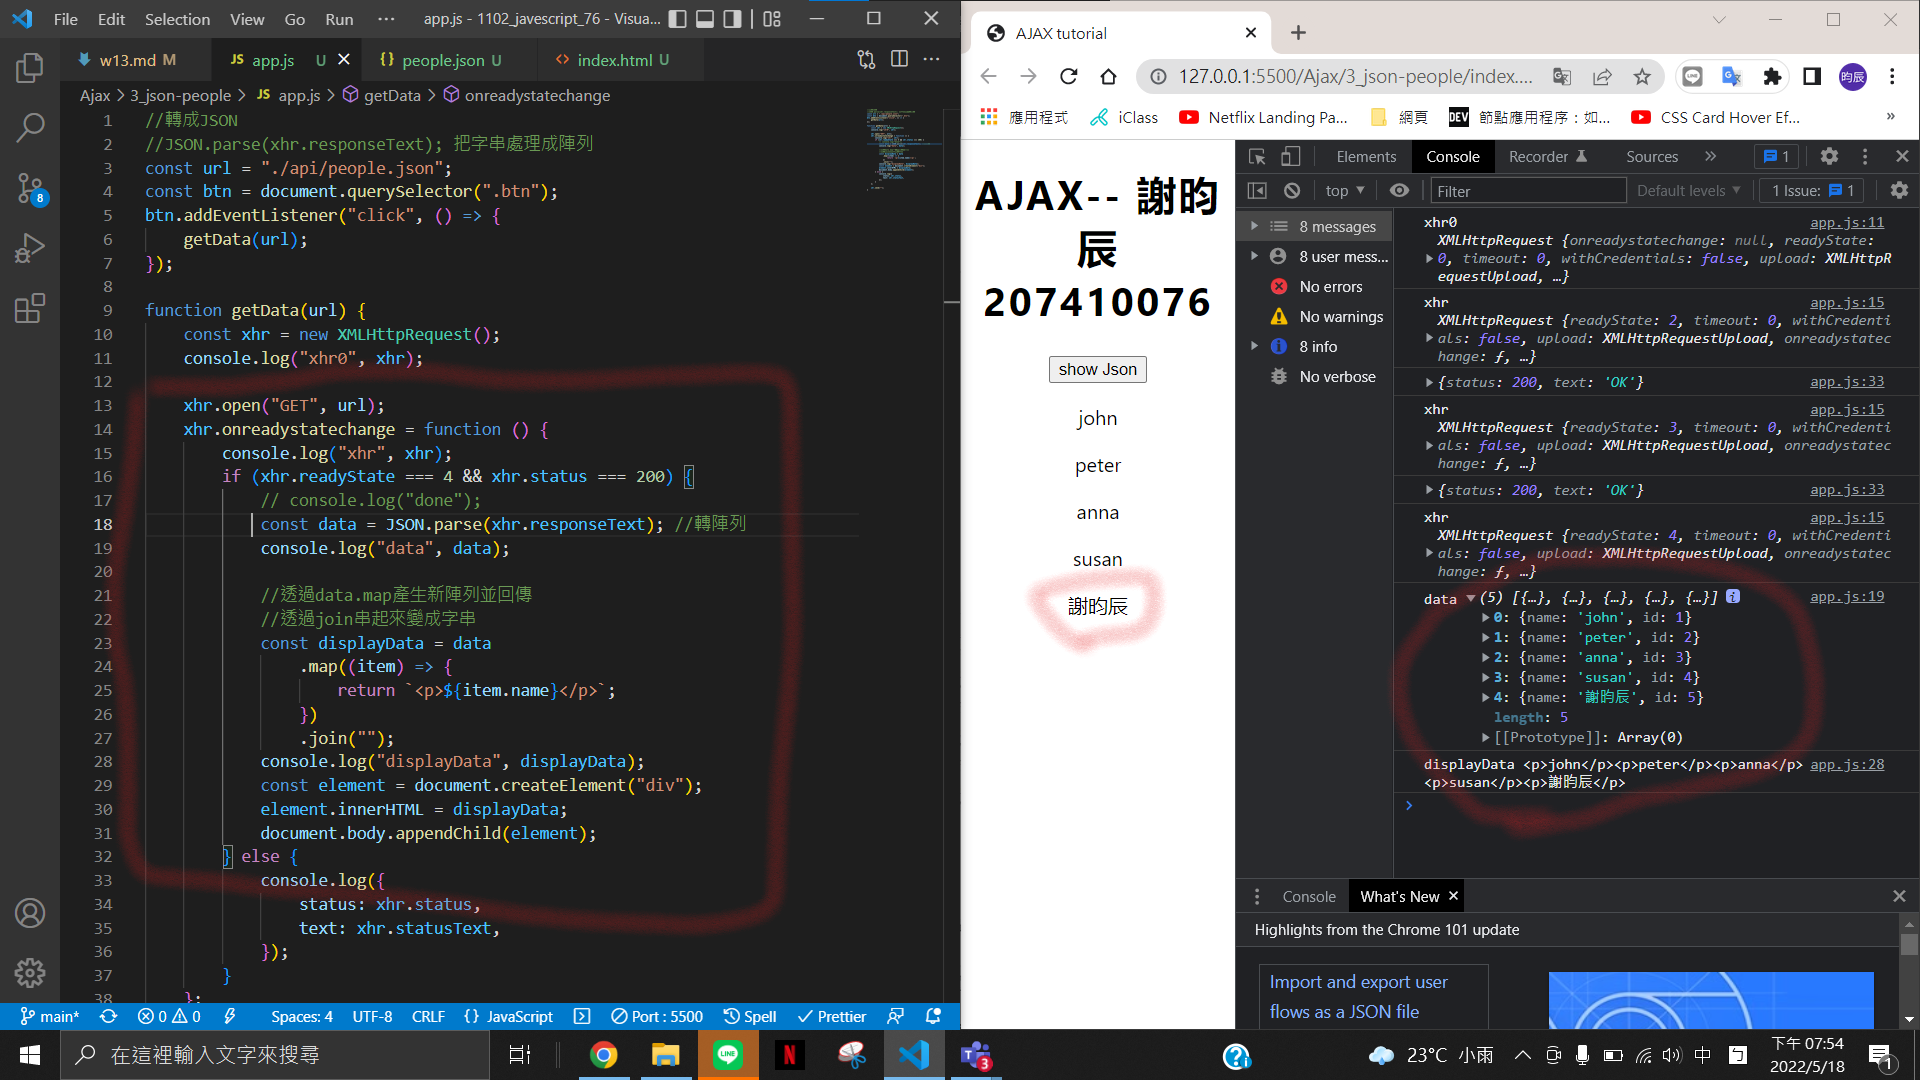 File Edit Selection View Go Run ··· app.js - 1102_javescript_76 - Visua...
w13.md M
JS app.js U
{} people.json U
<> index.html U
Ajax > 3_json-people > JS app.js > getData > onreadystatechange
1 //轉成JSON
2 //JSON.parse(xhr.responseText); 把字串處理成陣列
3 const url = "./api/people.json";
4 const btn = document.querySelector(".btn");
5 btn.addEventListener("click", () => {
6 getData(url);
7 });
8
9 function getData(url) {
10 const xhr = new XMLHttpRequest();
11 console.log("xhr0", xhr);
12
13 xhr.open("GET", url);
14 xhr.onreadystatechange = function () {
15 console.log("xhr", xhr);
16 if (xhr.readyState === 4 && xhr.status === 200) {
17 // console.log("done");
18 const data = JSON.parse(xhr.responseText); //轉陣列
19 console.log("data", data);
20
21 //透過data.map產生新陣列並回傳
22 //透過join串起來變成字串
23 const displayData = data
24 .map((item) => {
25 return `<p>${item.name}</p>`;
26 })
27 .join("");
28 console.log("displayData", displayData);
29 const element = document.createElement("div");
30 element.innerHTML = displayData;
31 document.body.appendChild(element);
32 } else {
33 console.log({
34 status: xhr.status,
35 text: xhr.statusText,
36 });
37 }
38 };
8
main* 0 0 Spaces: 4 UTF-8 CRLF {} JavaScript Port : 5500 Spell Prettier
AJAX tutorial
127.0.0.1:5500/Ajax/3_json-people/index....
昀辰
應用程式 iClass Netflix Landing Pa... 網頁 DEV 節點應用程序：如... CSS Card Hover Ef... »
AJAX-- 謝昀
辰
207410076
show Json
john
peter
anna
susan
謝昀辰
Elements Console Recorder Sources » 1
top Filter Default levels 1 Issue: 1
8 messages
8 user mess...
No errors
No warnings
8 info
No verbose
xhr0 app.js:11
XMLHttpRequest {onreadystatechange: null, readyState:
0, timeout: 0, withCredentials: false, upload: XMLHttpR
equestUpload, …}
xhr app.js:15
XMLHttpRequest {readyState: 2, timeout: 0, withCredenti
als: false, upload: XMLHttpRequestUpload, onreadystatec
hange: ƒ, …}
{status: 200, text: 'OK'} app.js:33
xhr app.js:15
XMLHttpRequest {readyState: 3, timeout: 0, withCredenti
als: false, upload: XMLHttpRequestUpload, onreadystatec
hange: ƒ, …}
{status: 200, text: 'OK'} app.js:33
xhr app.js:15
XMLHttpRequest {readyState: 4, timeout: 0, withCredenti
als: false, upload: XMLHttpRequestUpload, onreadystatec
hange: ƒ, …}
data (5) [{…}, {…}, {…}, {…}, {…}] i app.js:19
0: {name: 'john', id: 1}
1: {name: 'peter', id: 2}
2: {name: 'anna', id: 3}
3: {name: 'susan', id: 4}
4: {name: '謝昀辰', id: 5}
length: 5
[[Prototype]]: Array(0)
displayData <p>john</p><p>peter</p><p>anna</p> app.js:28
<p>susan</p><p>謝昀辰</p>
Console What's New
Highlights from the Chrome 101 update
Import and export user
flows as a JSON file
在這裡輸入文字來搜尋
LINE
N
3
23°C 小雨
中
下午 07:54
2022/5/18
1